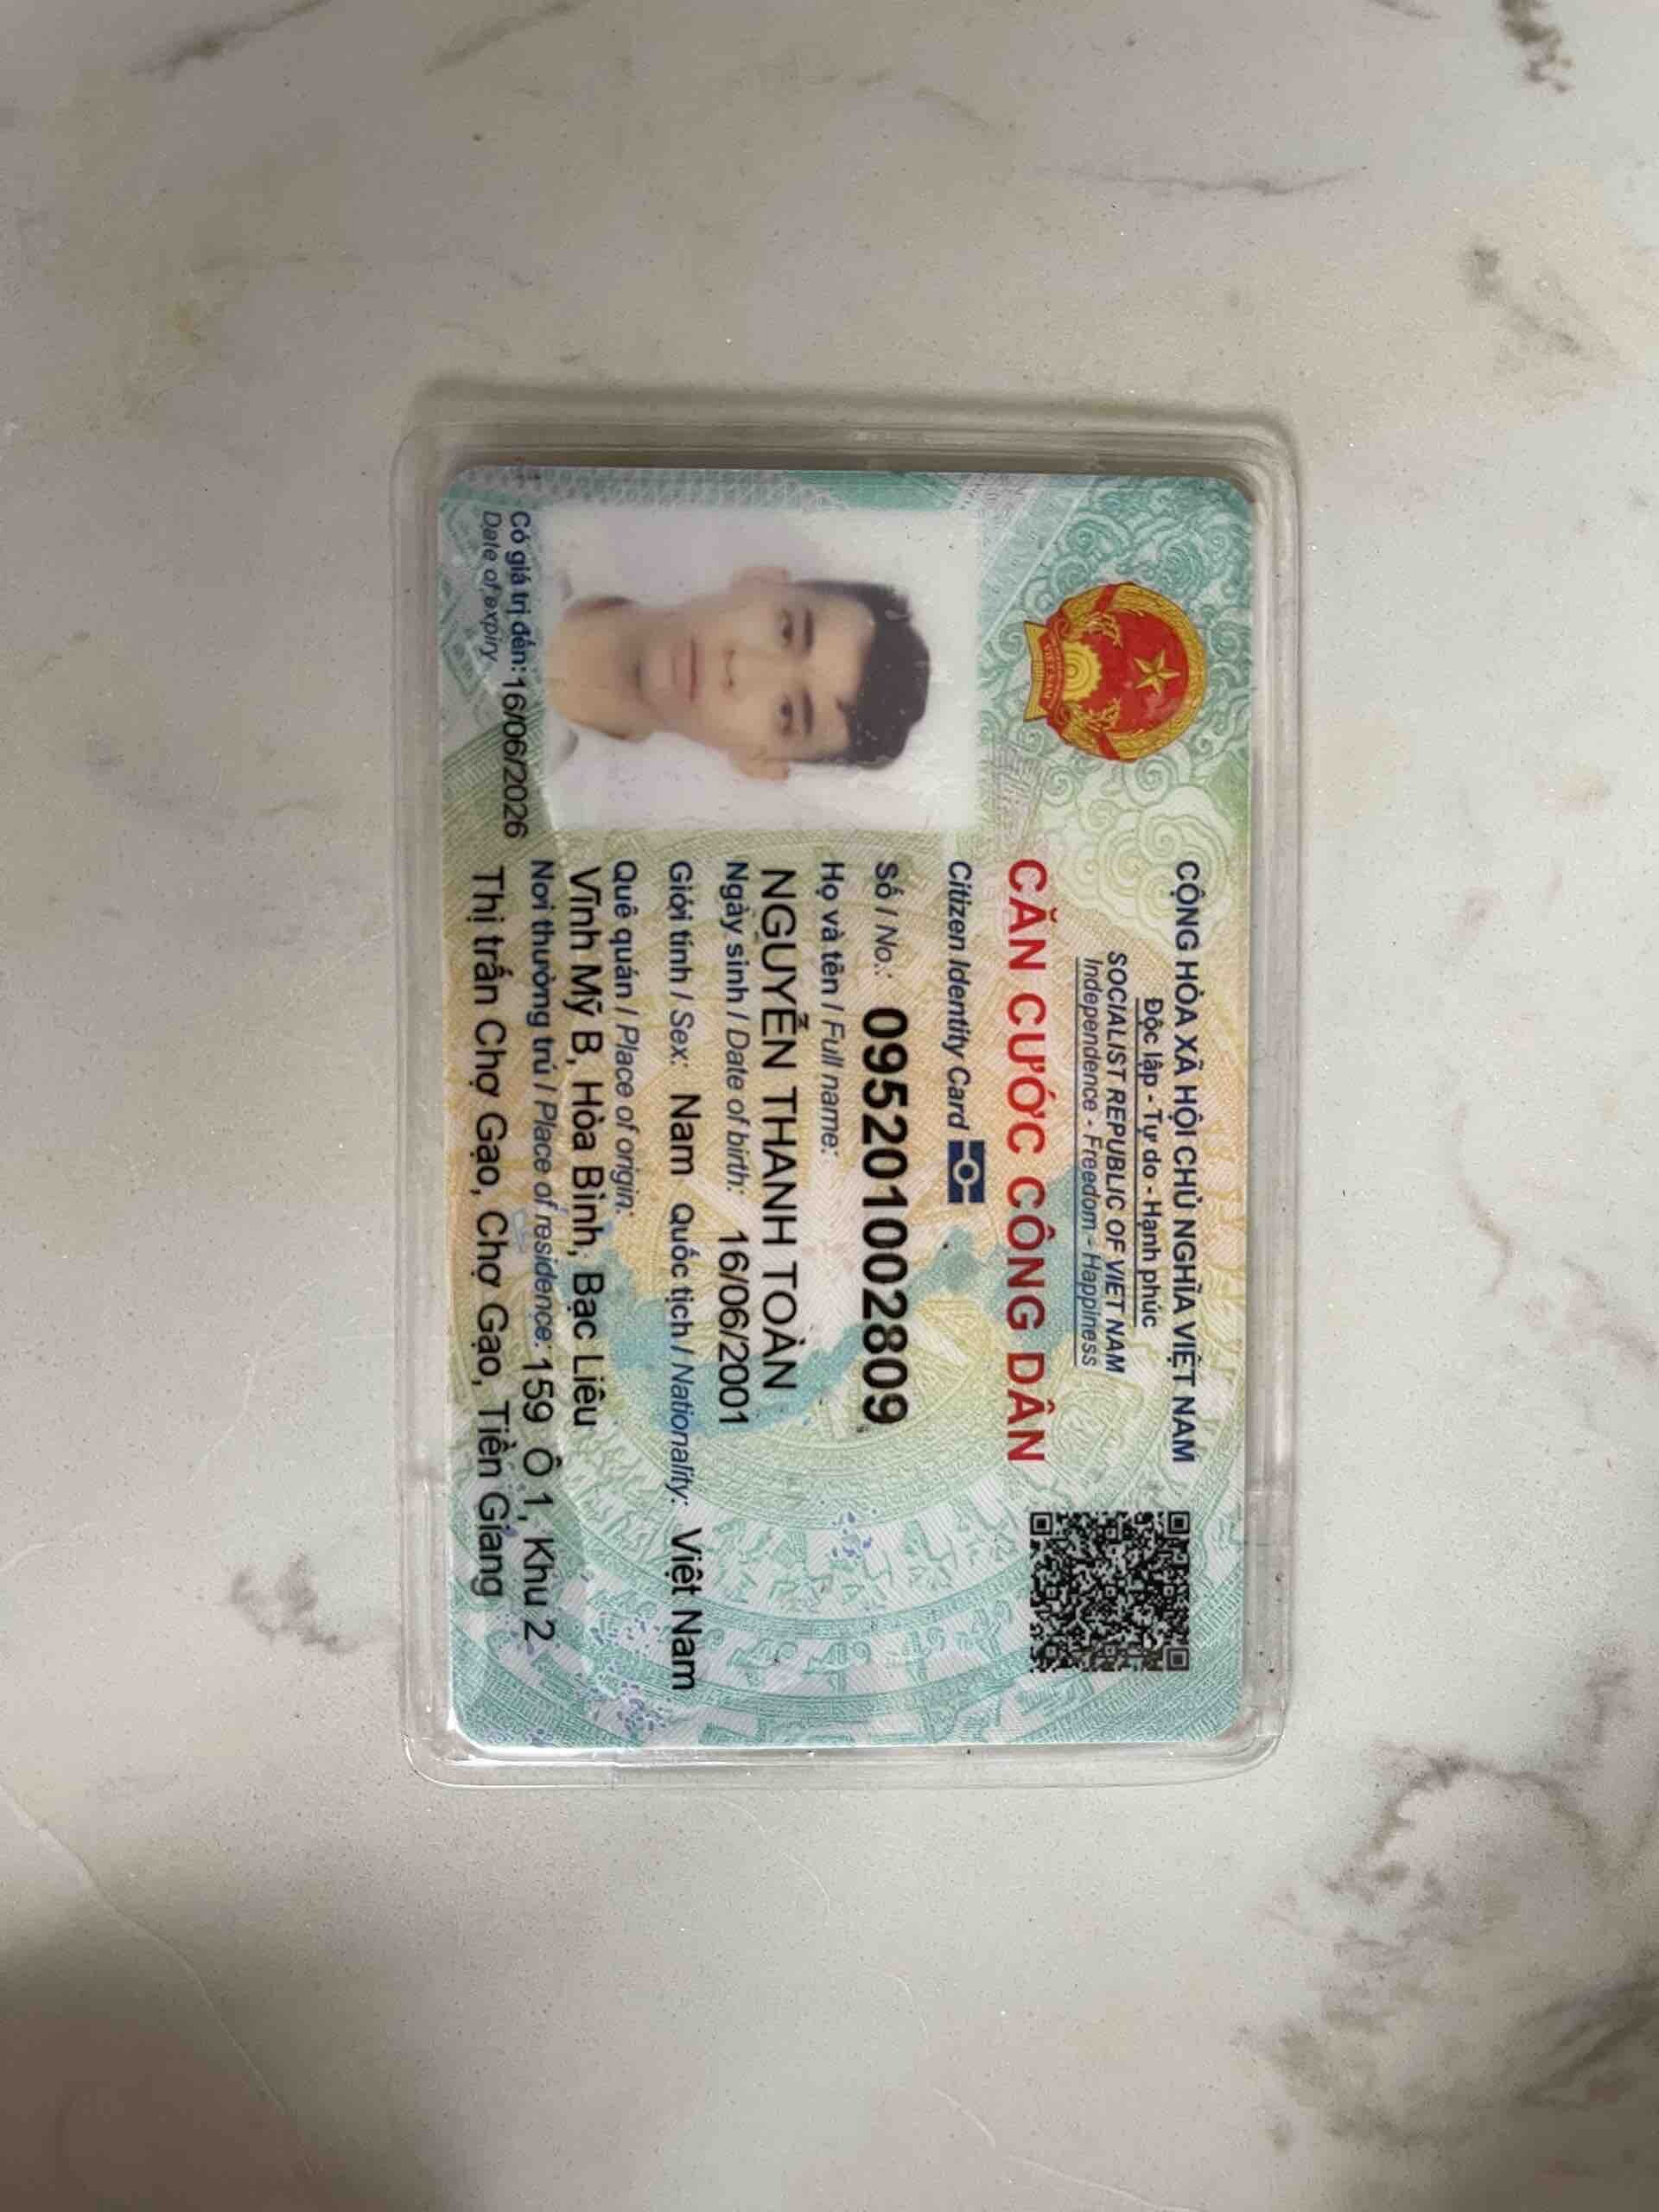 CỘNG HÒA XÃ HỘI CHỦ NGHĨA VIỆT NAM
Độc lập - Tự do - Hạnh phúc
SOCIALIST REPUBLIC OF VIET NAM
Independence - Freedom - Happiness
CĂN CƯỚC CÔNG DÂN
Citizen Identity Card
Số / No.: 095201002809
Họ và tên / Full name:
NGUYỄN THANH TOÀN
Ngày sinh / Date of birth: 16/06/2001
Giới tính / Sex: Nam Quốc tịch / Nationality: Việt Nam
Quê quán / Place of origin:
Vĩnh Mỹ B, Hòa Bình, Bạc Liêu
Nơi thường trú / Place of residence: 159 Ô 1, Khu 2
Thị trấn Chợ Gạo, Chợ Gạo, Tiền Giang
Có giá trị đến: 16/06/2026
Date of expiry
VIỆT NAM